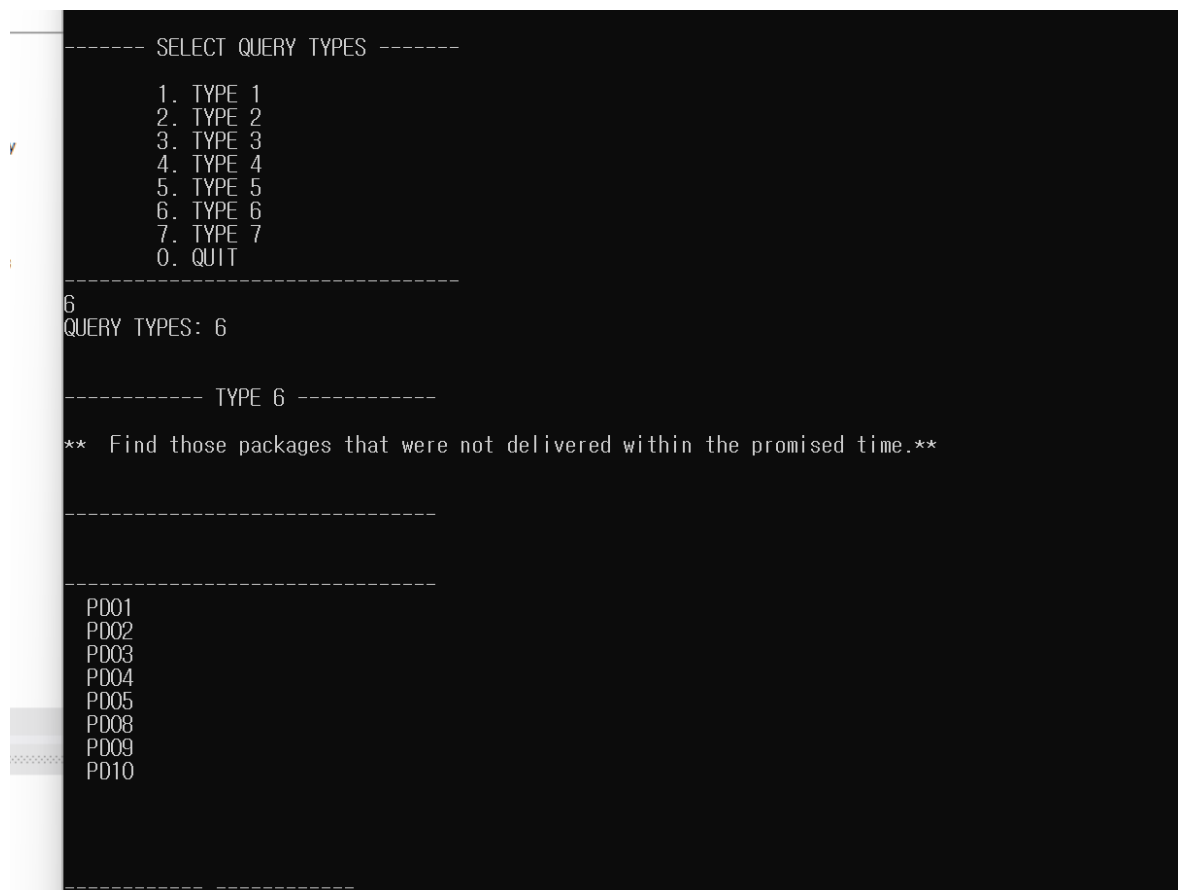 ------- SELECT QUERY TYPES -------
1. TYPE 1
2. TYPE 2
3. TYPE 3
4. TYPE 4
5. TYPE 5
6. TYPE 6
7. TYPE 7
0. QUIT
----------------------------------
6
QUERY TYPES: 6
------------ TYPE 6 ------------
**  Find those packages that were not delivered within the promised time.**
--------------------------------
--------------------------------
PD01
PD02
PD03
PD04
PD05
PD08
PD09
PD10
------------ ------------